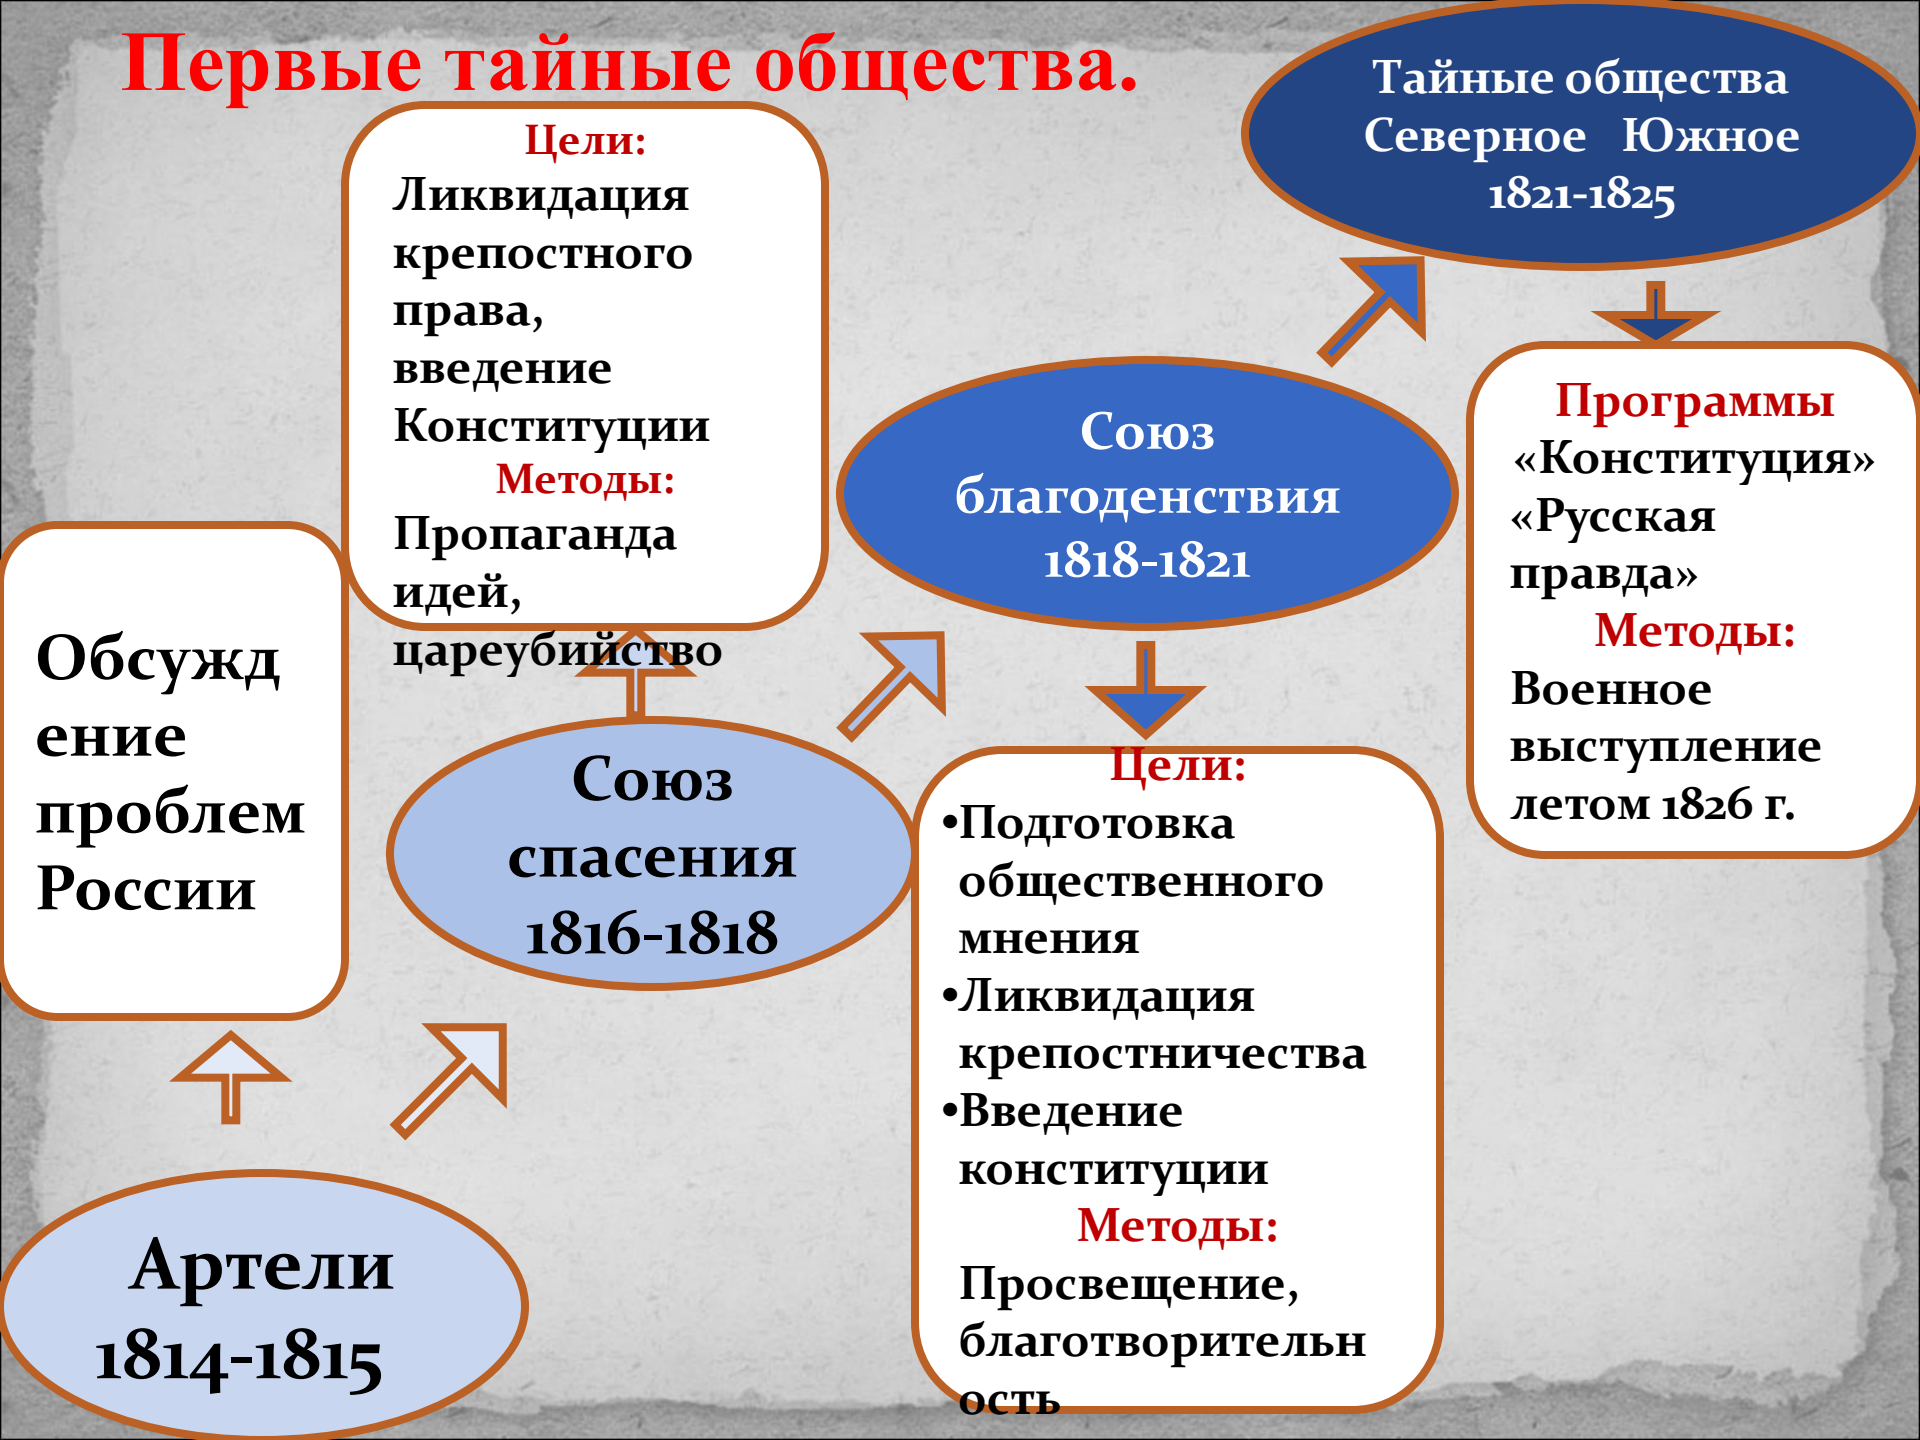 Первые тайные общества.
Тайные общества
Северное Южное
1821-1825
Цели:
Ликвидация
крепостного
права,
введение
Конституции
Методы:
Пропаганда
идей,
цареубийство
Союз
благоденствия
1818-1821
Программы
«Конституция»
«Русская
правда»
Методы:
Военное
выступление
летом 1826 г.
Обсужд
ение
проблем
России
Союз
спасения
1816-1818
Цели:
•Подготовка
общественного
мнения
•Ликвидация
крепостничества
•Введение
конституции
Методы:
Просвещение,
благотворительн
ость
Артели
1814-1815